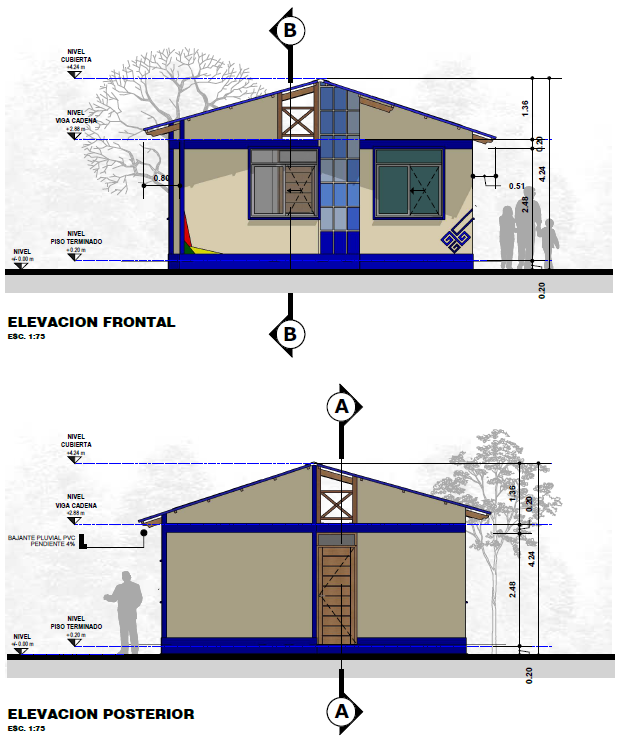 B
NIVEL
CUBIERTA
+4.24 m
NIVEL
VIGA CADENA
+2.88 m
1.36
0.20
4.24
0.80
0.51
2.48
NIVEL
PISO TERMINADO
+0.20 m
NIVEL
+/- 0.00 m
0.20
ELEVACION FRONTAL
ESC. 1:75
B
A
NIVEL
CUBIERTA
+4.24 m
NIVEL
VIGA CADENA
+2.88 m
1.36
0.20
BAJANTE PLUVIAL PVC
PENDIENTE 4%
4.24
2.48
NIVEL
PISO TERMINADO
+0.20 m
NIVEL
+/- 0.00 m
0.20
ELEVACION POSTERIOR
ESC. 1:75
A